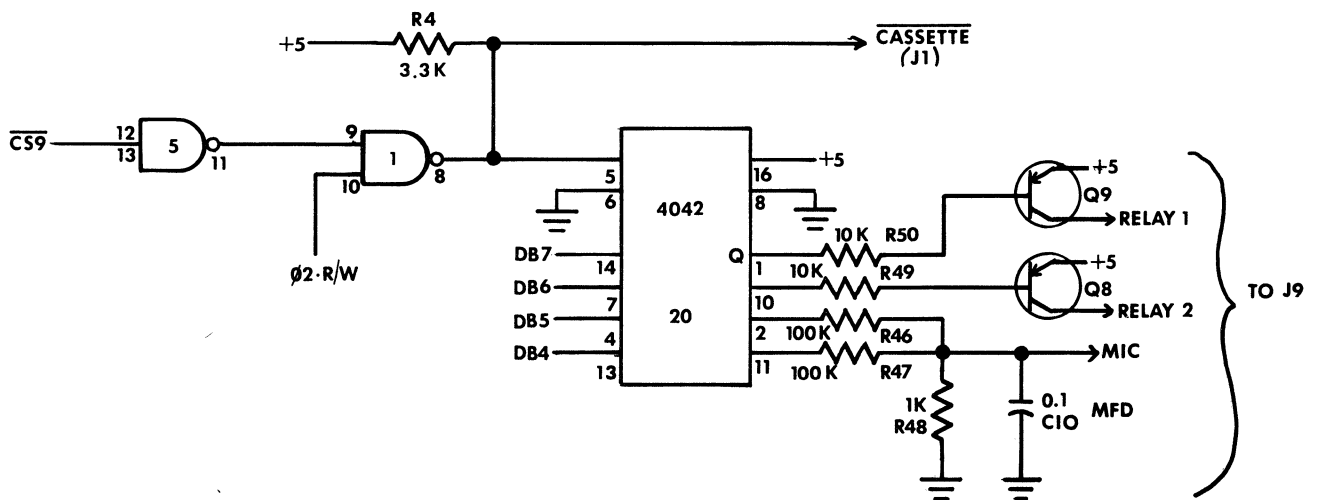 R4
+5
3.3K
C̅A̅S̅S̅E̅T̅T̅E̅
(J1)
C̅S̅9̅
12
13
5
11
9
10
1
8
Ø2·R/W
5
6
4042
16
+5
8
Q
1
10K R50
10K R49
10
2
100K R46
11
100K R47
DB7
14
DB6
7
DB5
4
DB4
13
20
+5
Q9
RELAY 1
+5
Q8
RELAY 2
MIC
1K
R48
0.1 MFD
C10
TO J9